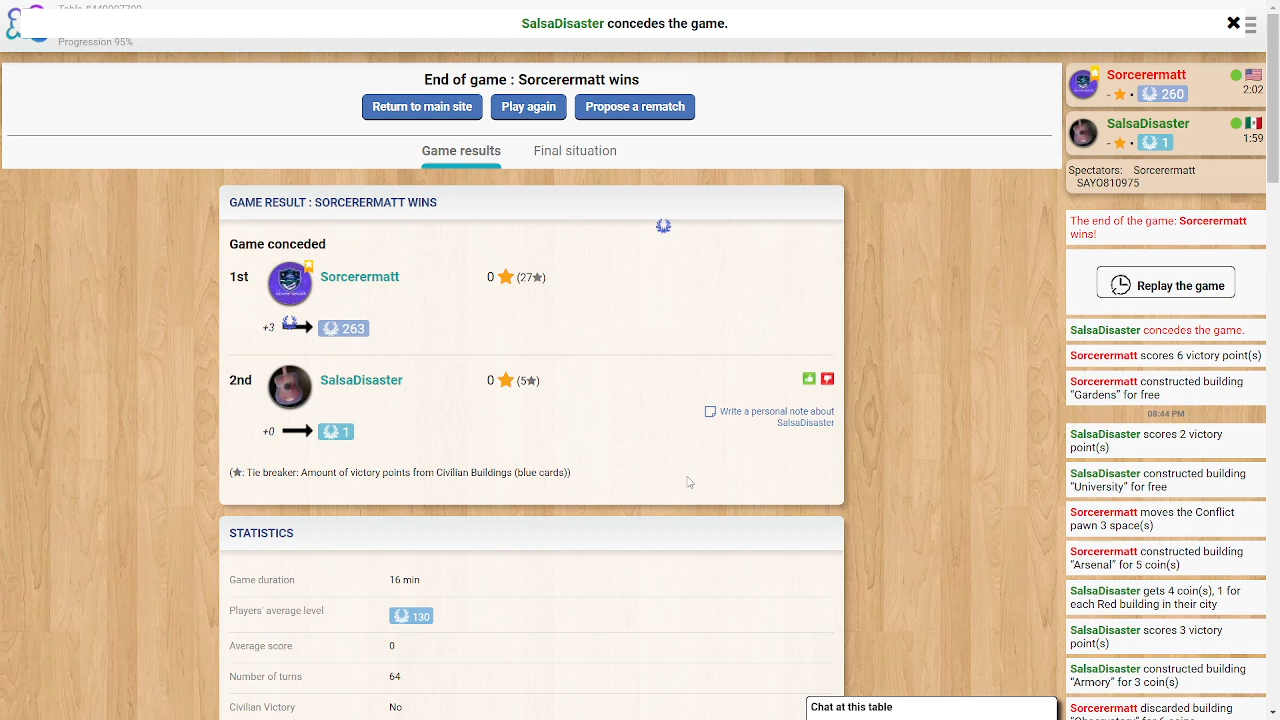 SalsaDisaster concedes the game.
Progression 95%
End of game : Sorcerermatt wins
Return to main site
Play again
Propose a rematch
Game results
Final situation
GAME RESULT : SORCERERMATT WINS
Game conceded
1st
Sorcerermatt
0 (27★)
+3
263
2nd
SalsaDisaster
0 (5★)
Write a personal note about
SalsaDisaster
+0
1
(★: Tie breaker: Amount of victory points from Civilian Buildings (blue cards))
STATISTICS
Game duration
16 min
Players' average level
130
Average score
0
Number of turns
64
Civilian Victory
No
Sorcerermatt
- ★ • 260
2:02
SalsaDisaster
- ★ • 1
1:59
Spectators: Sorcerermatt
SAYO810975
The end of the game: Sorcerermatt
wins!
Replay the game
SalsaDisaster concedes the game.
Sorcerermatt scores 6 victory point(s)
Sorcerermatt constructed building
“Gardens” for free
08:44 PM
SalsaDisaster scores 2 victory
point(s)
SalsaDisaster constructed building
“University” for free
Sorcerermatt moves the Conflict
pawn 3 space(s)
Sorcerermatt constructed building
“Arsenal” for 5 coin(s)
SalsaDisaster gets 4 coin(s), 1 for
each Red building in their city
SalsaDisaster scores 3 victory
point(s)
SalsaDisaster constructed building
“Armory” for 3 coin(s)
Sorcerermatt discarded building
Chat at this table